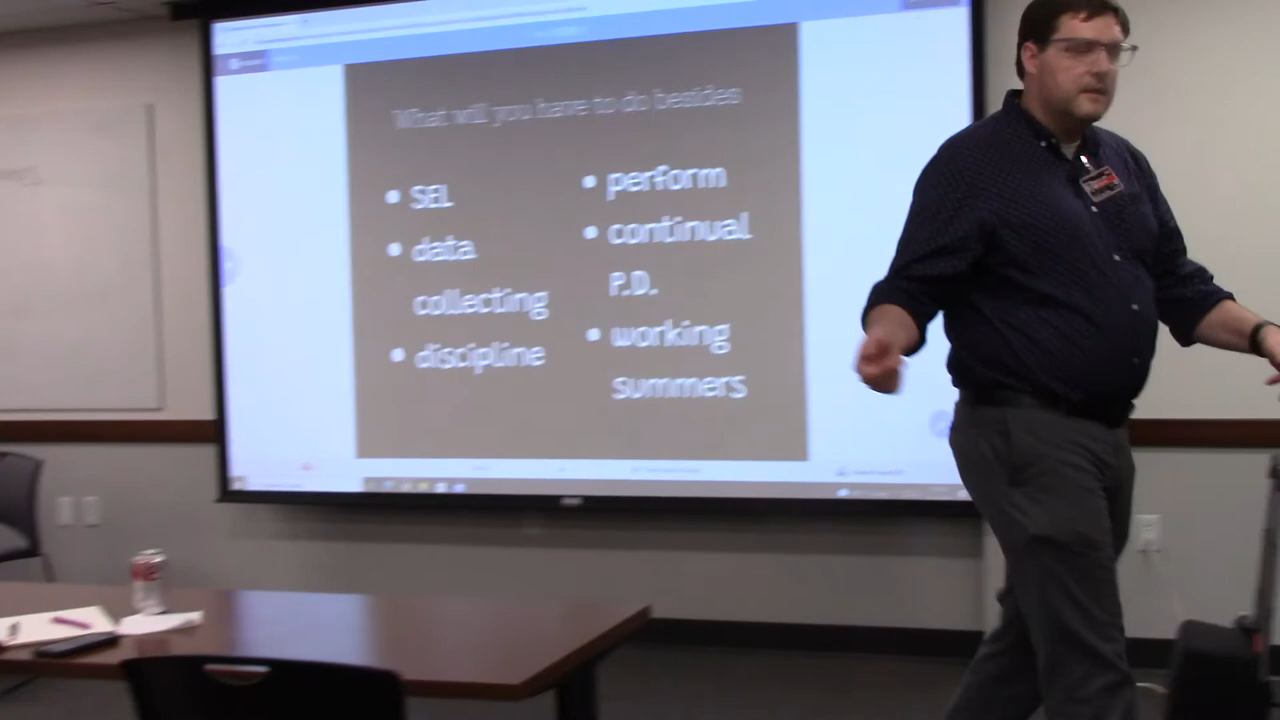 What will you have to do besides
• SEL
• data
collecting
• discipline
• perform
• continual
P.D.
• working
summers